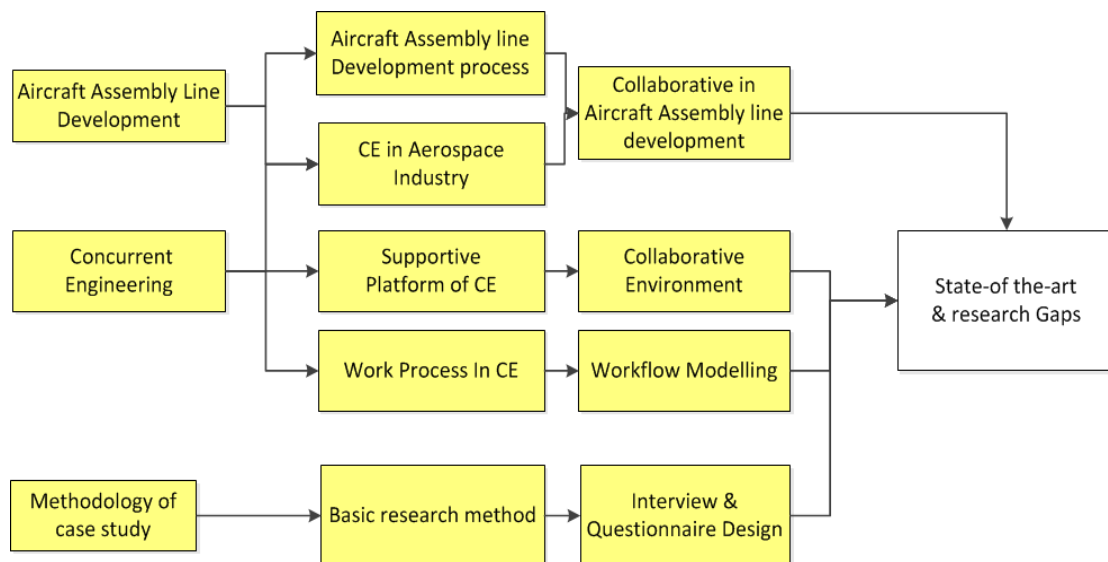 Aircraft Assembly Line
Development
Concurrent
Engineering
Methodology of
case study
Aircraft Assembly line
Development process
CE in Aerospace
Industry
Supportive
Platform of CE
Work Process In CE
Basic research method
Collaborative in
Aircraft Assembly line
development
Collaborative
Environment
Workflow Modelling
Interview &
Questionnaire Design
State-of the-art
& research Gaps